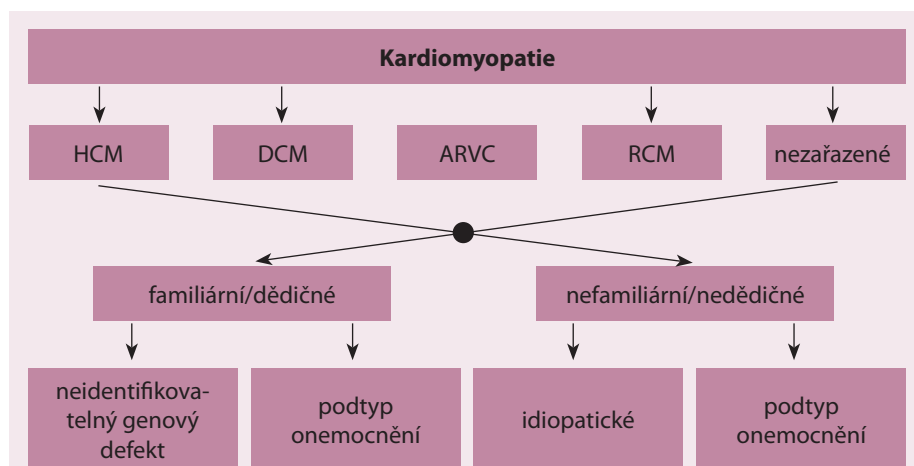 Kardiomyopatie
HCM
DCM
ARVC
RCM
nezařazené
familiární/dědičné
nefamiliární/nedědičné
neidentifikova-
telný genový
defekt
podtyp
onemocnění
idiopatické
podtyp
onemocnění